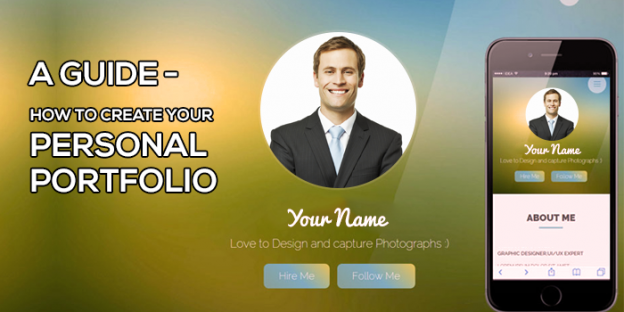 A GUIDE -
HOW TO CREATE YOUR
PERSONAL
PORTFOLIO
Your Name
Love to Design and capture Photographs :)
Hire Me
Follow Me
Your Name
Love to Design and capture Photographs :)
Hire Me
Follow Me
ABOUT ME
GRAPHIC DESIGNER,UI/UX EXPERT